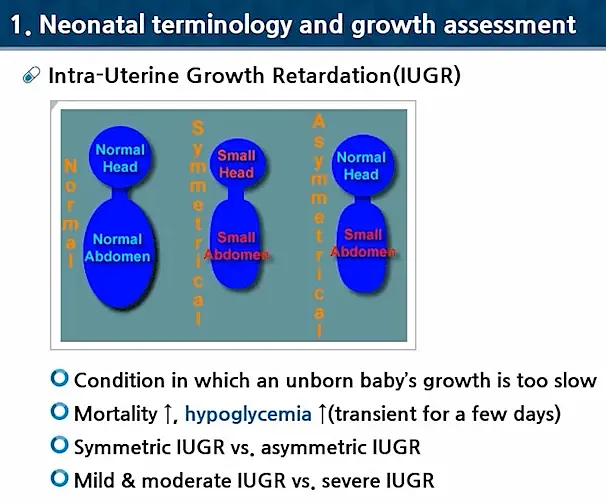 1. Neonatal terminology and growth assessment
Intra-Uterine Growth Retardation(IUGR)
Normal
Normal
Head
Normal
Abdomen
Symmetrical
Small
Head
Small
Abdomen
Asymmetrical
Normal
Head
Small
Abdomen
Condition in which an unborn baby's growth is too slow
Mortality ↑, hypoglycemia ↑(transient for a few days)
Symmetric IUGR vs. asymmetric IUGR
Mild & moderate IUGR vs. severe IUGR